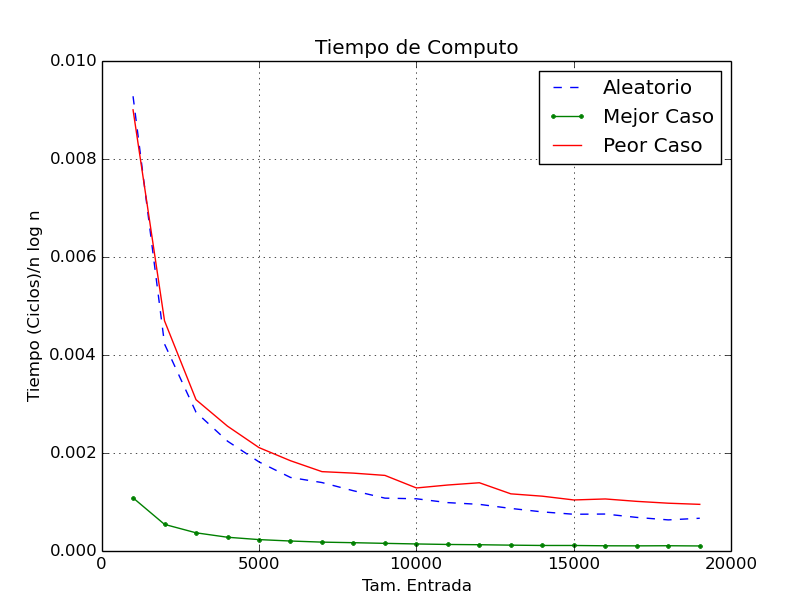 Tiempo de Computo
0.010
0.008
0.006
0.004
0.002
0.000
Tiempo (Ciclos)/n log n
Aleatorio
Mejor Caso
Peor Caso
0
5000
10000
15000
20000
Tam. Entrada